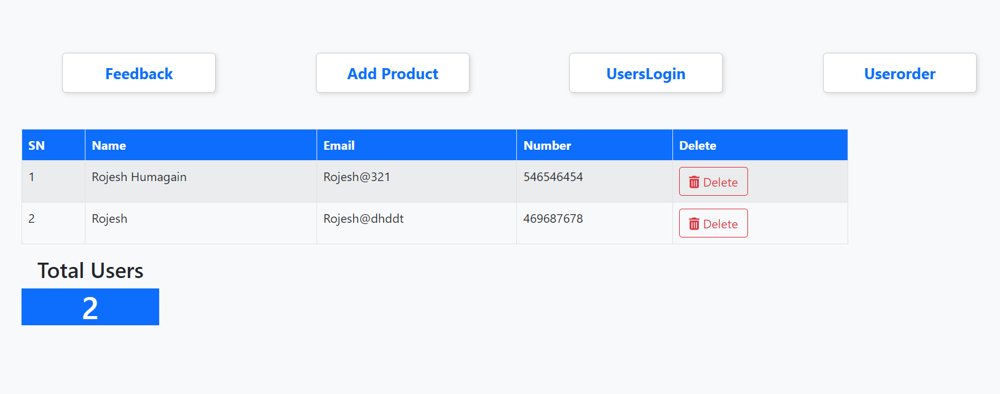 Feedback Add Product UsersLogin Userorder
SN Name Email Number Delete
1 Rojesh Humagain Rojesh@321 546546454 Delete
2 Rojesh Rojesh@dhddt 469687678 Delete
Total Users
2